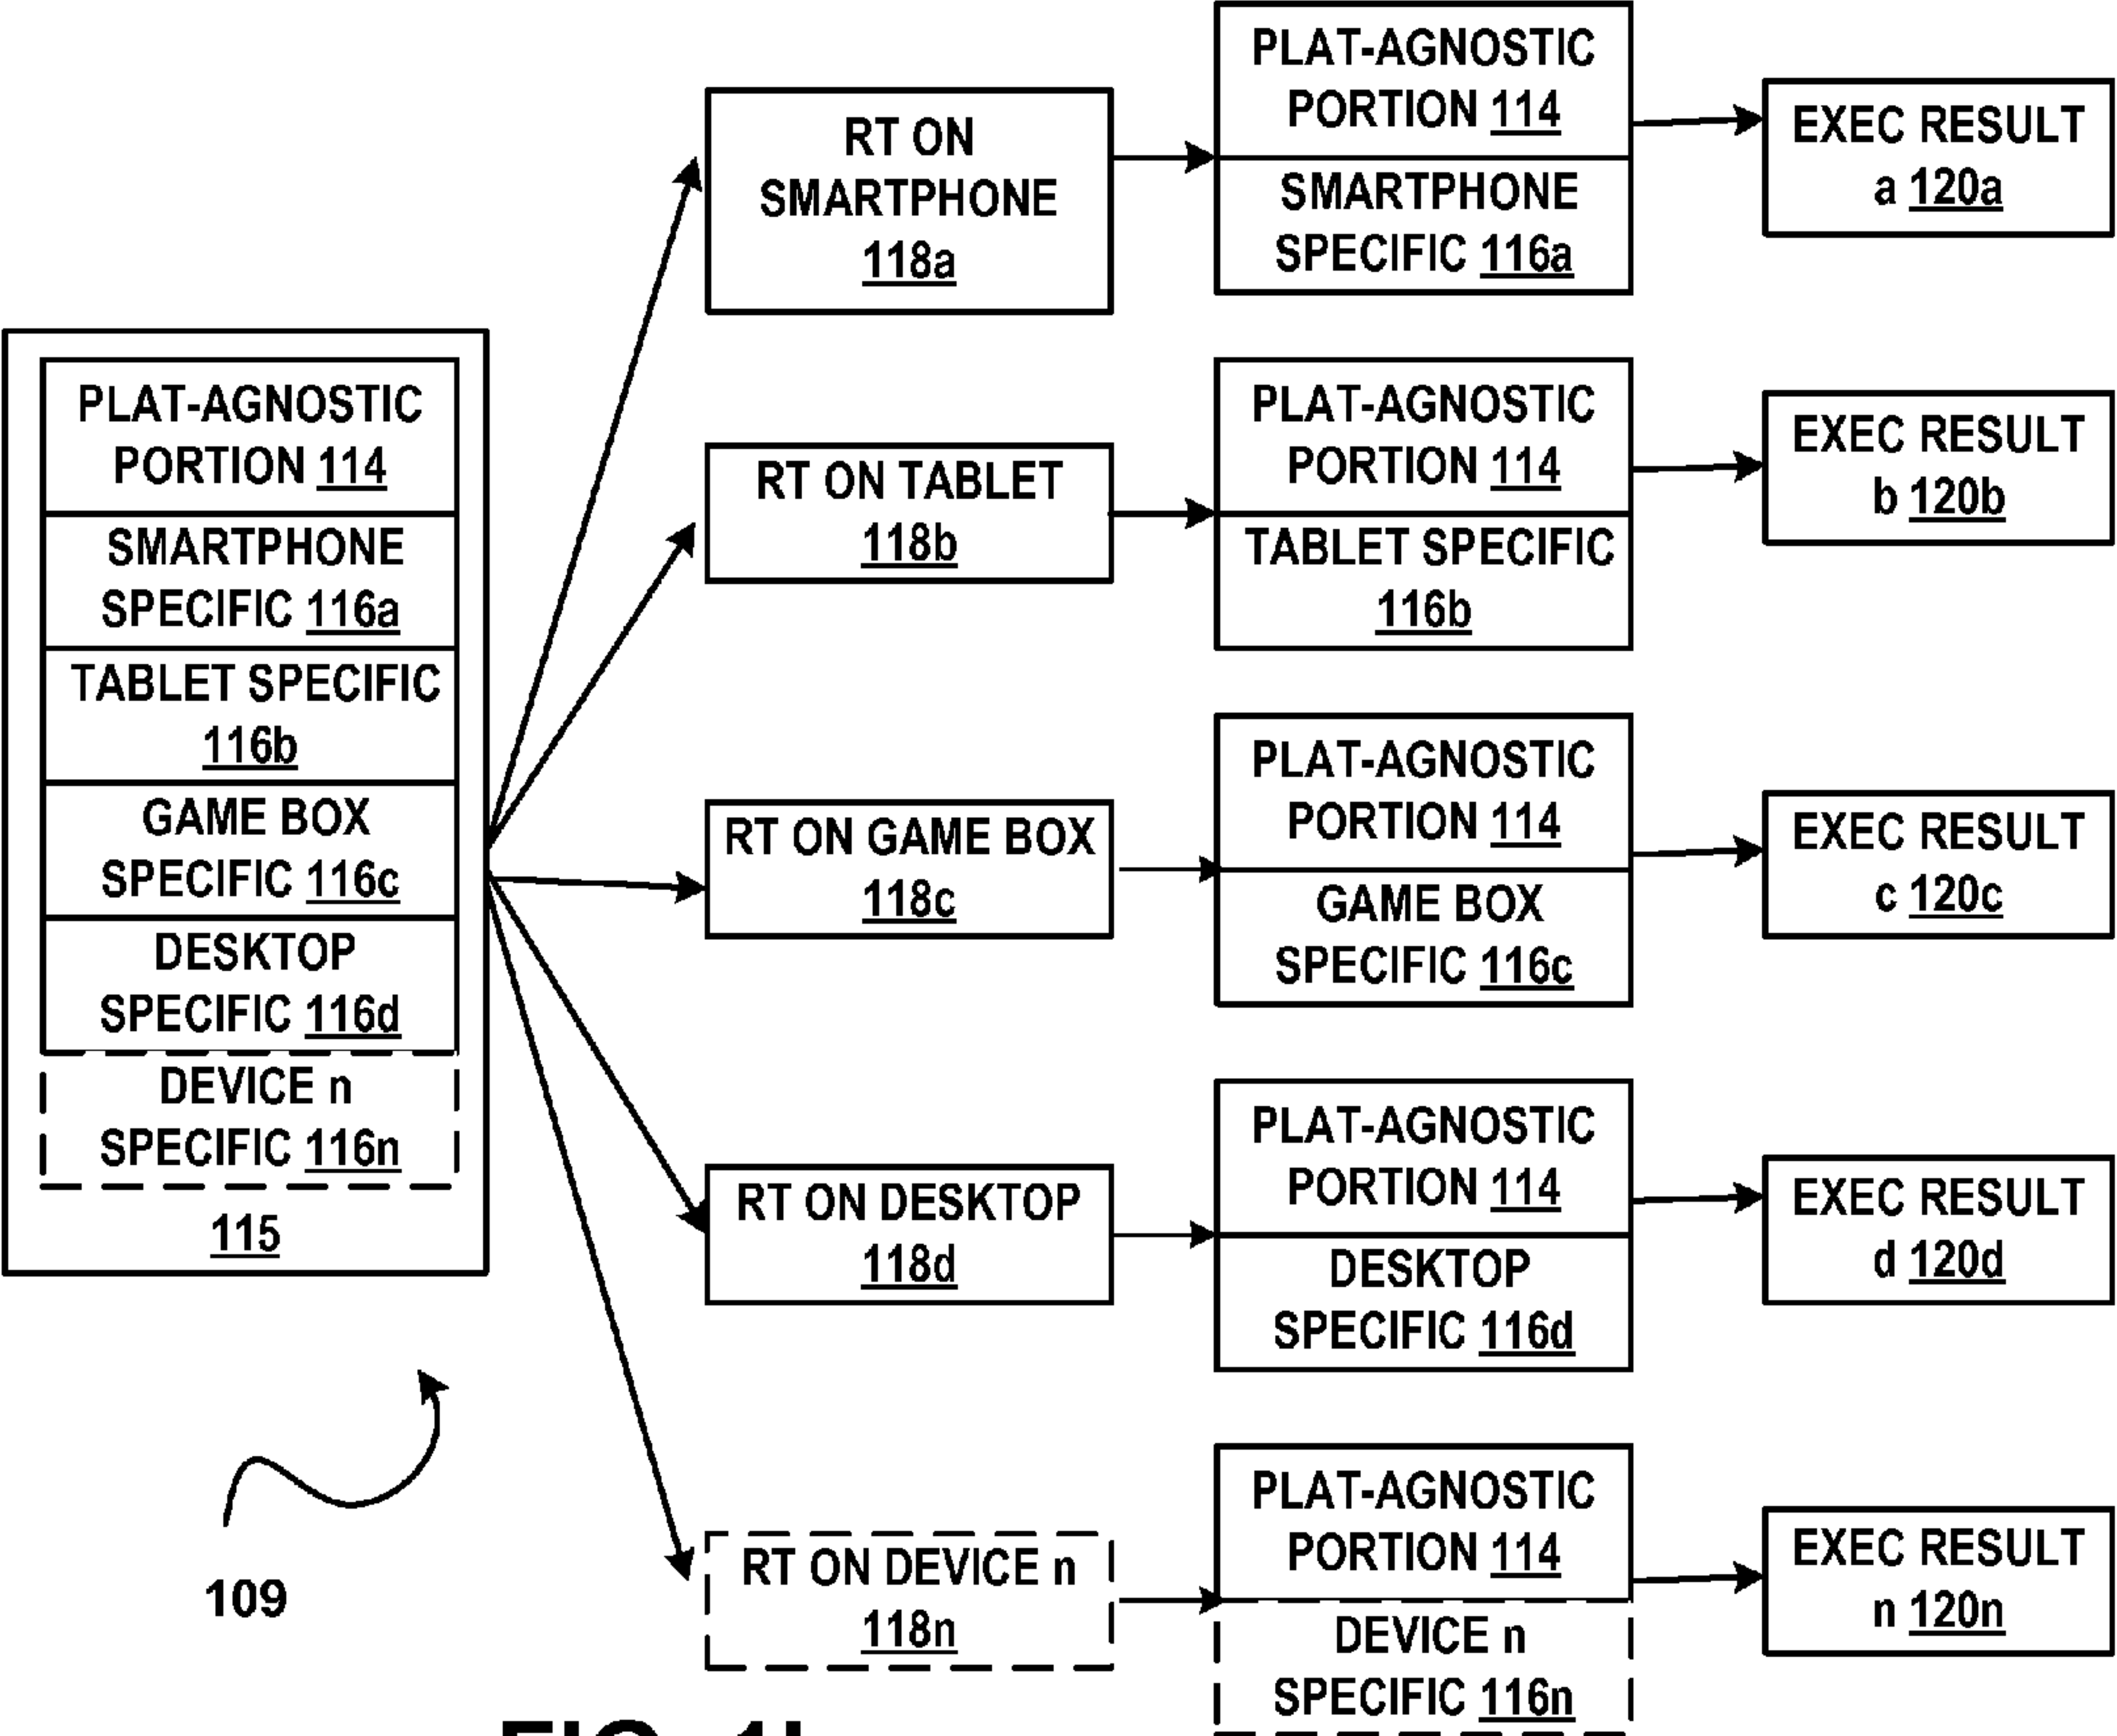 PLAT-AGNOSTIC
PORTION 114
SMARTPHONE
SPECIFIC 116a
TABLET SPECIFIC
116b
GAME BOX
SPECIFIC 116c
DESKTOP
SPECIFIC 116d
DEVICE n
SPECIFIC 116n
115
109
RT ON
SMARTPHONE
118a
PLAT-AGNOSTIC
PORTION 114
SMARTPHONE
SPECIFIC 116a
EXEC RESULT
a 120a
RT ON TABLET
118b
PLAT-AGNOSTIC
PORTION 114
TABLET SPECIFIC
116b
EXEC RESULT
b 120b
RT ON GAME BOX
118c
PLAT-AGNOSTIC
PORTION 114
GAME BOX
SPECIFIC 116c
EXEC RESULT
c 120c
RT ON DESKTOP
118d
PLAT-AGNOSTIC
PORTION 114
DESKTOP
SPECIFIC 116d
EXEC RESULT
d 120d
RT ON DEVICE n
118n
PLAT-AGNOSTIC
PORTION 114
DEVICE n
SPECIFIC 116n
EXEC RESULT
n 120n